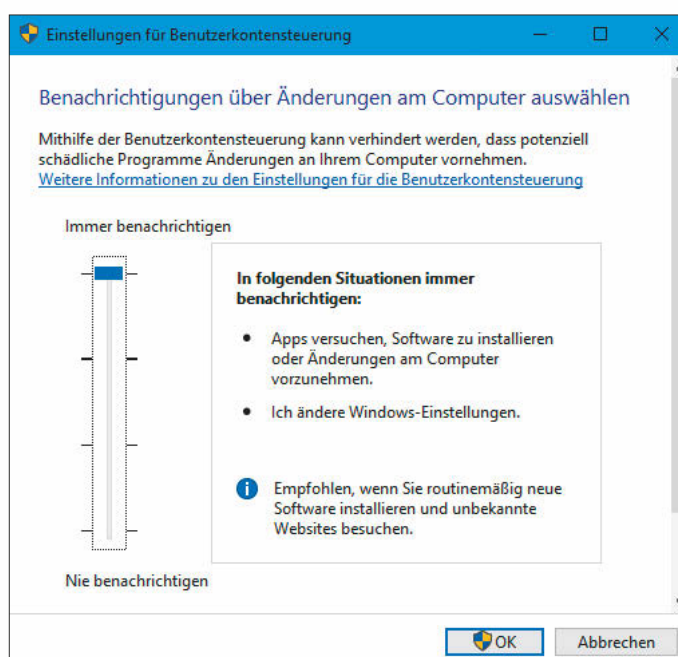 Einstellungen für Benutzerkontensteuerung
Benachrichtigungen über Änderungen am Computer auswählen
Mithilfe der Benutzerkontensteuerung kann verhindert werden, dass potenziell
schädliche Programme Änderungen an Ihrem Computer vornehmen.
Weitere Informationen zu den Einstellungen für die Benutzerkontensteuerung
Immer benachrichtigen
In folgenden Situationen immer
benachrichtigen:
• Apps versuchen, Software zu installieren
oder Änderungen am Computer
vorzunehmen.
• Ich ändere Windows-Einstellungen.
Empfohlen, wenn Sie routinemäßig neue
Software installieren und unbekannte
Websites besuchen.
Nie benachrichtigen
OK
Abbrechen